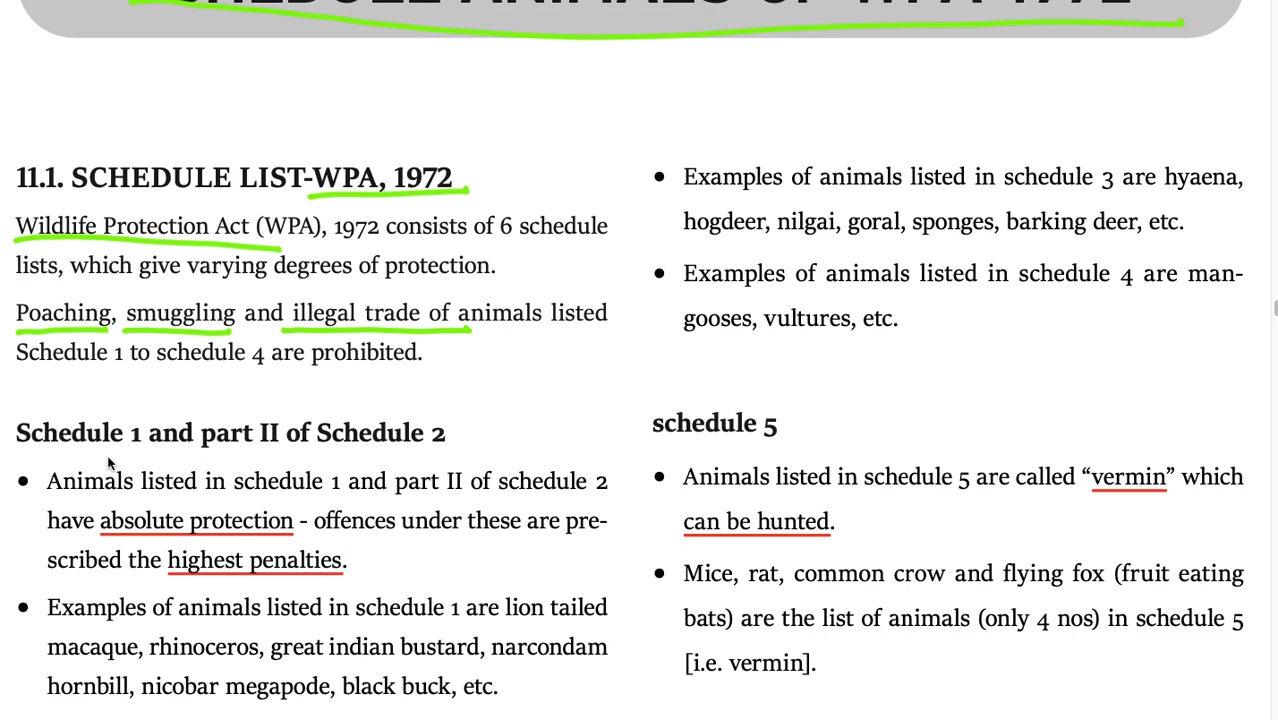 SCHEDULE ANIMALS OF WPA 1972
11.1. SCHEDULE LIST-WPA, 1972
Wildlife Protection Act (WPA), 1972 consists of 6 schedule
lists, which give varying degrees of protection.
Poaching, smuggling and illegal trade of animals listed
Schedule 1 to schedule 4 are prohibited.
Schedule 1 and part II of Schedule 2
• Animals listed in schedule 1 and part II of schedule 2
have absolute protection - offences under these are pre-
scribed the highest penalties.
• Examples of animals listed in schedule 1 are lion tailed
macaque, rhinoceros, great indian bustard, narcondam
hornbill, nicobar megapode, black buck, etc.
• Examples of animals listed in schedule 3 are hyaena,
hogdeer, nilgai, goral, sponges, barking deer, etc.
• Examples of animals listed in schedule 4 are man-
gooses, vultures, etc.
schedule 5
• Animals listed in schedule 5 are called “vermin” which
can be hunted.
• Mice, rat, common crow and flying fox (fruit eating
bats) are the list of animals (only 4 nos) in schedule 5
[i.e. vermin].